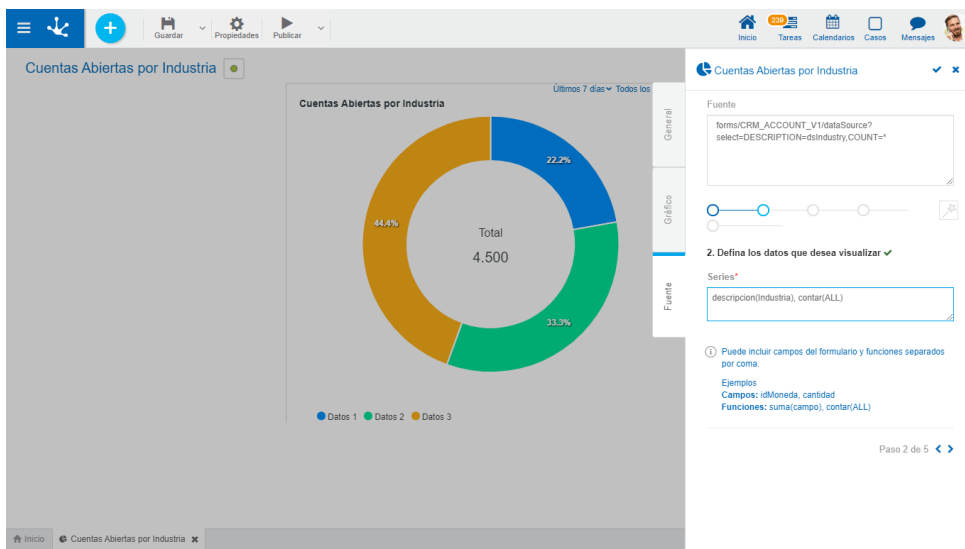 Guardar
Propiedades
Publicar
Inicio
239
Tareas
Calendarios
Casos
Mensajes
Cuentas Abiertas por Industria
Últimos 7 días Todos los
Cuentas Abiertas por Industria
22.2%
44.4%
33.3%
Total
4.500
Datos 1 Datos 2 Datos 3
General
Gráfico
Fuente
Cuentas Abiertas por Industria
Fuente
forms/CRM_ACCOUNT_V1/dataSource?
select=DESCRIPTION=dsIndustry,COUNT=*
2. Defina los datos que desea visualizar
Series*
descripcion(Industria), contar(ALL)
Puede incluir campos del formulario y funciones separados
por coma.
Ejemplos
Campos: idMoneda, cantidad
Funciones: suma(campo), contar(ALL)
Paso 2 de 5
Inicio
Cuentas Abiertas por Industria